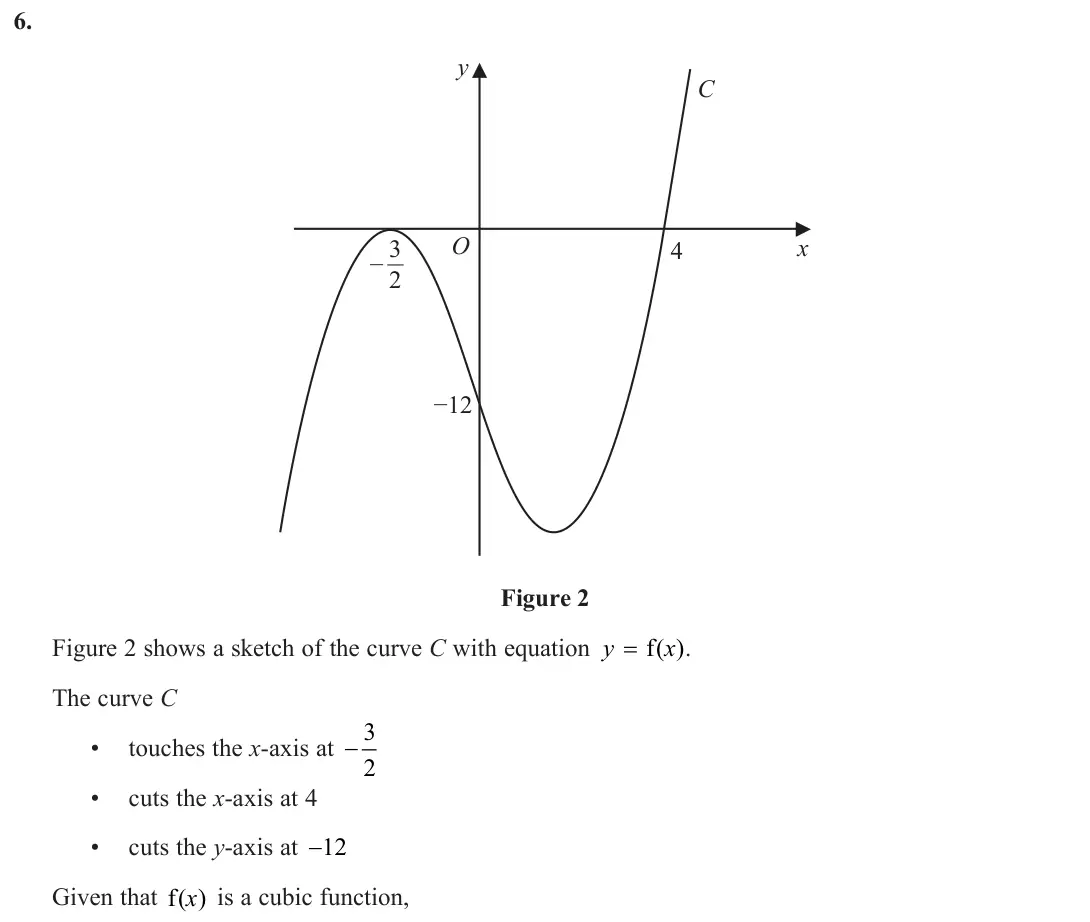 6.
y
C
O
−3/2
4
x
−12
Figure 2
Figure 2 shows a sketch of the curve C with equation y = f(x).
The curve C
• touches the x-axis at −3/2
• cuts the x-axis at 4
• cuts the y-axis at −12
Given that f(x) is a cubic function,